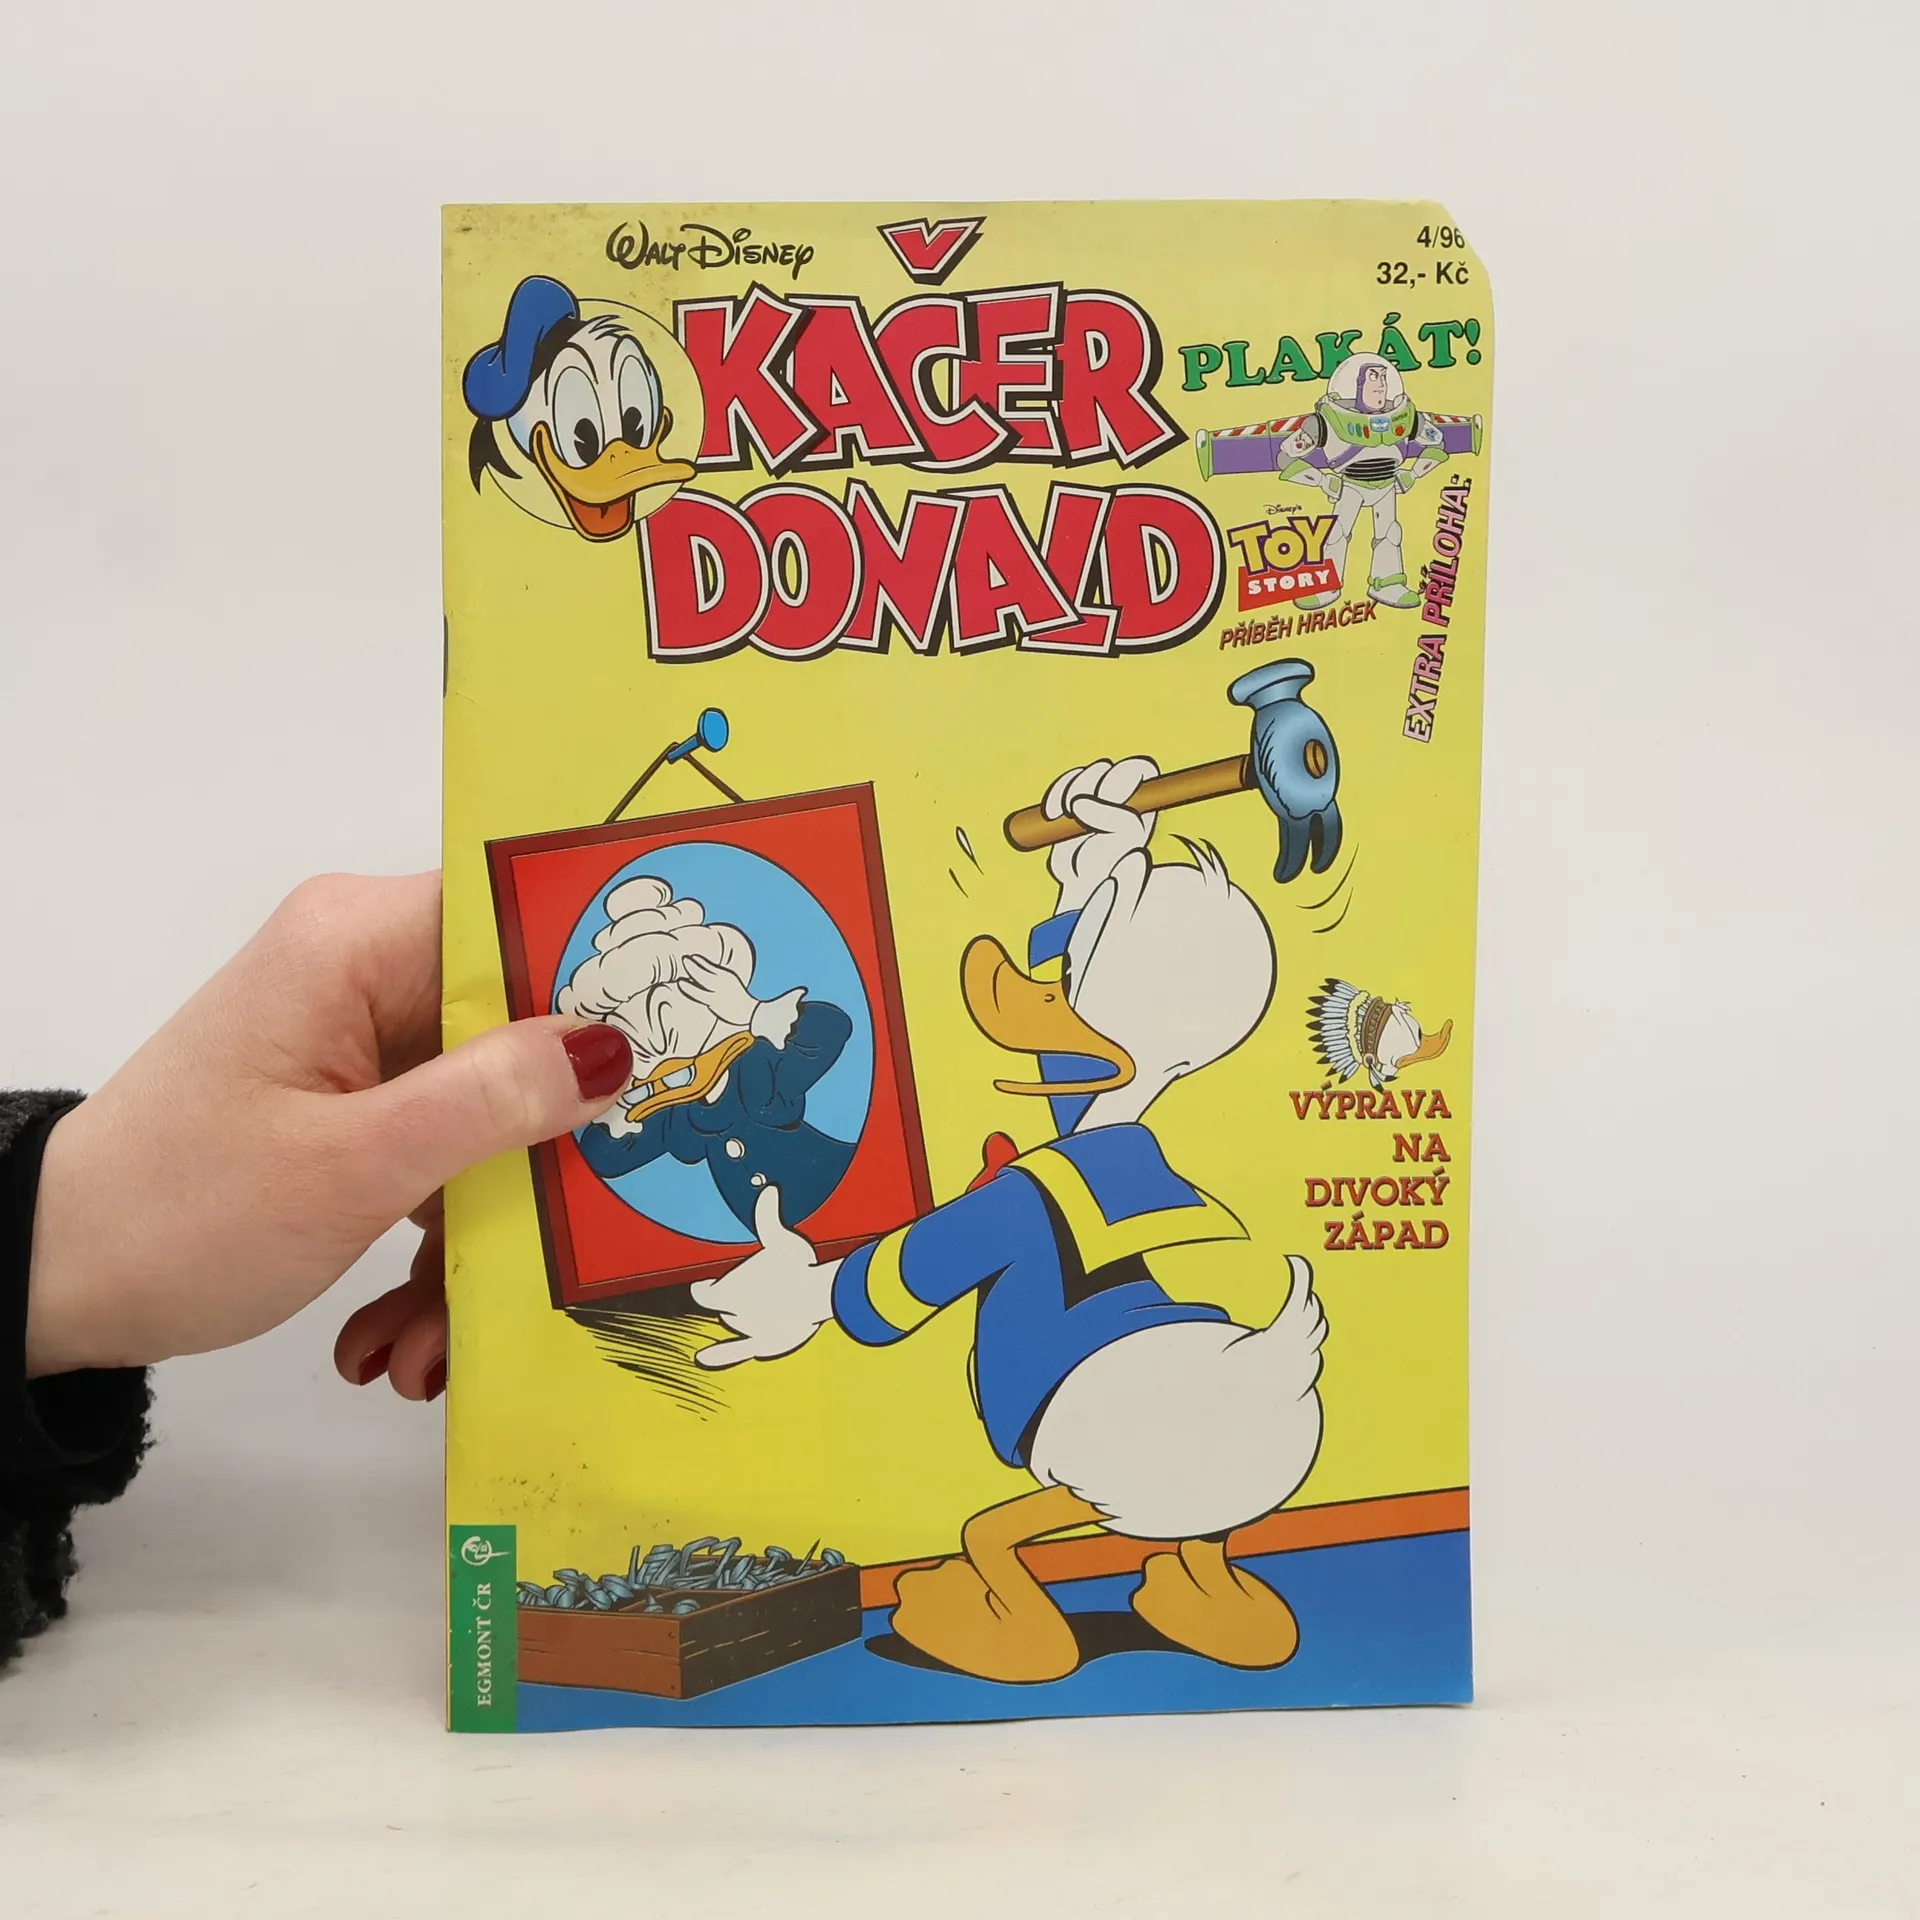 WALT DISNEY
4/96
32,- Kč
KAČER
DONALD
PLAKÁT!
Disney's
TOY
STORY
PŘÍBĚH HRAČEK
EXTRA PŘÍLOHA:
VÝPRAVA
NA
DIVOKÝ
ZÁPAD
EGMONT ČR